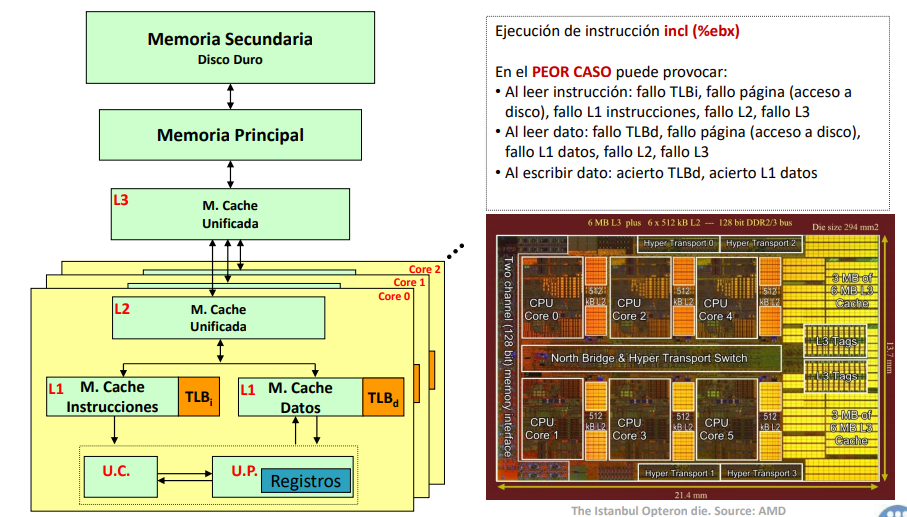 Memoria Secundaria
Disco Duro
Memoria Principal
L3
M. Cache
Unificada
Core 2
Core 1
Core 0
L2
M. Cache
Unificada
L1
M. Cache
Instrucciones
TLBi
L1
M. Cache
Datos
TLBd
U.C.
U.P.
Registros
Ejecución de instrucción incl (%ebx)
En el PEOR CASO puede provocar:
• Al leer instrucción: fallo TLBi, fallo página (acceso a
disco), fallo L1 instrucciones, fallo L2, fallo L3
• Al leer dato: fallo TLBd, fallo página (acceso a disco),
fallo L1 datos, fallo L2, fallo L3
• Al escribir dato: acierto TLBd, acierto L1 datos
6 MB L3 plus 6 x 512 kB L2 --- 128 bit DDR2/3 bus
Die size 294 mm2
Hyper Transport 0
Hyper Transport 2
Two channel (128 bit) memory interface
CPU
Core 0
512
kB L2
CPU
Core 2
512
kB L2
CPU
Core 4
512
kB L2
3 MB of
6 MB L3
Cache
L3 Tags
North Bridge & Hyper Transport Switch
L3 Tags
13.7 mm
CPU
Core 1
512
kB L2
CPU
Core 3
512
kB L2
CPU
Core 5
512
kB L2
3 MB of
6 MB L3
Cache
Hyper Transport 1
Hyper Transport 3
21.4 mm
The Istanbul Opteron die. Source: AMD